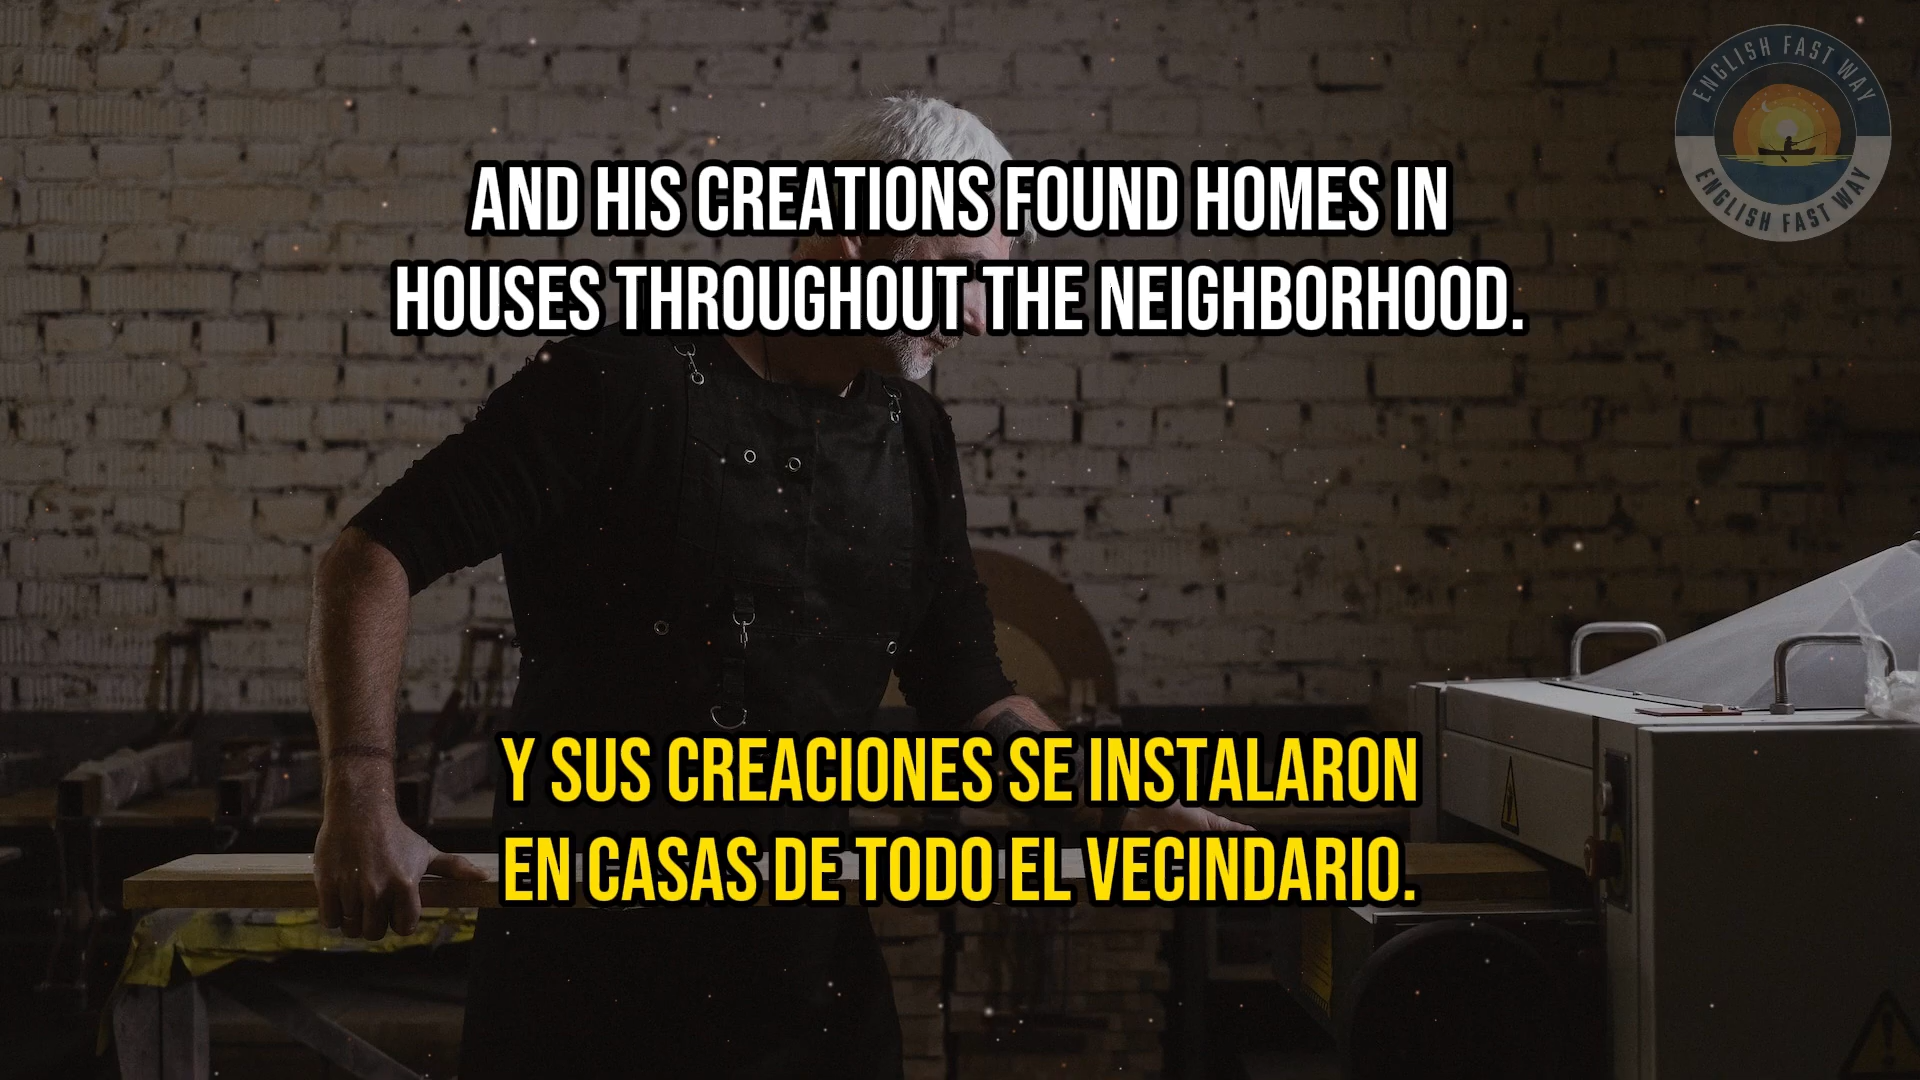 ENGLISH FAST WAY
AND HIS CREATIONS FOUND HOMES IN
HOUSES THROUGHOUT THE NEIGHBORHOOD.
ENGLISH FAST WAY
Y SUS CREACIONES SE INSTALARON
EN CASAS DE TODO EL VECINDARIO.